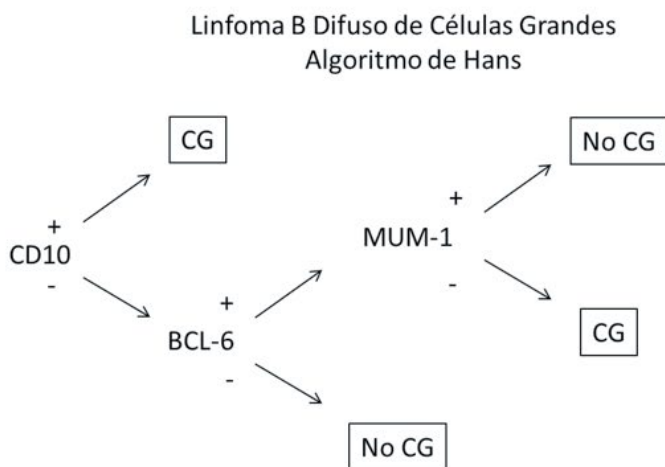 Linfoma B Difuso de Células Grandes
Algoritmo de Hans
CG
No CG
+
+
MUM-1
CD10
-
-
+
CG
BCL-6
-
No CG